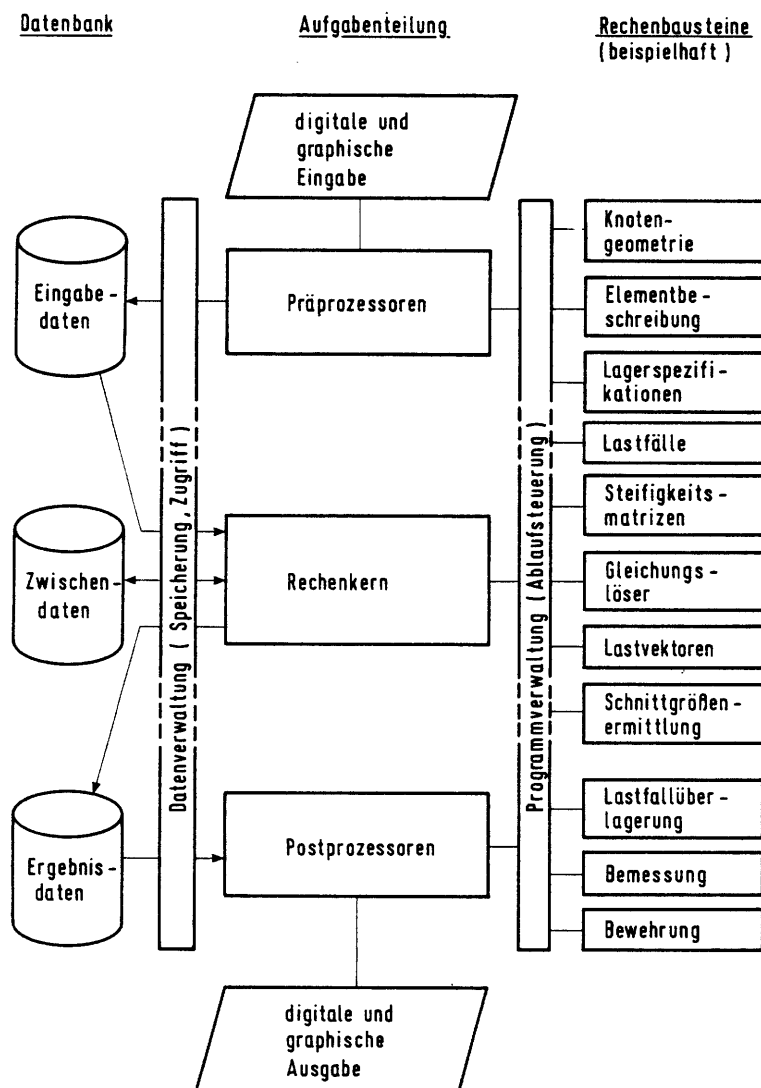 Datenbank
Aufgabenteilung
Rechenbausteine
(beispielhaft)
digitale und
graphische
Eingabe
Eingabe-
daten
Präprozessoren
Knoten-
geometrie
Elementbe-
schreibung
Lagerspezifi-
kationen
Lastfälle
Datenverwaltung (Speicherung, Zugriff)
Programmverwaltung (Ablaufsteuerung)
Zwischen-
daten
Rechenkern
Steifigkeits-
matrizen
Gleichungs-
löser
Lastvektoren
Schnittgrößen-
ermittlung
Ergebnis-
daten
Postprozessoren
Lastfallüber-
lagerung
Bemessung
Bewehrung
digitale und
graphische
Ausgabe